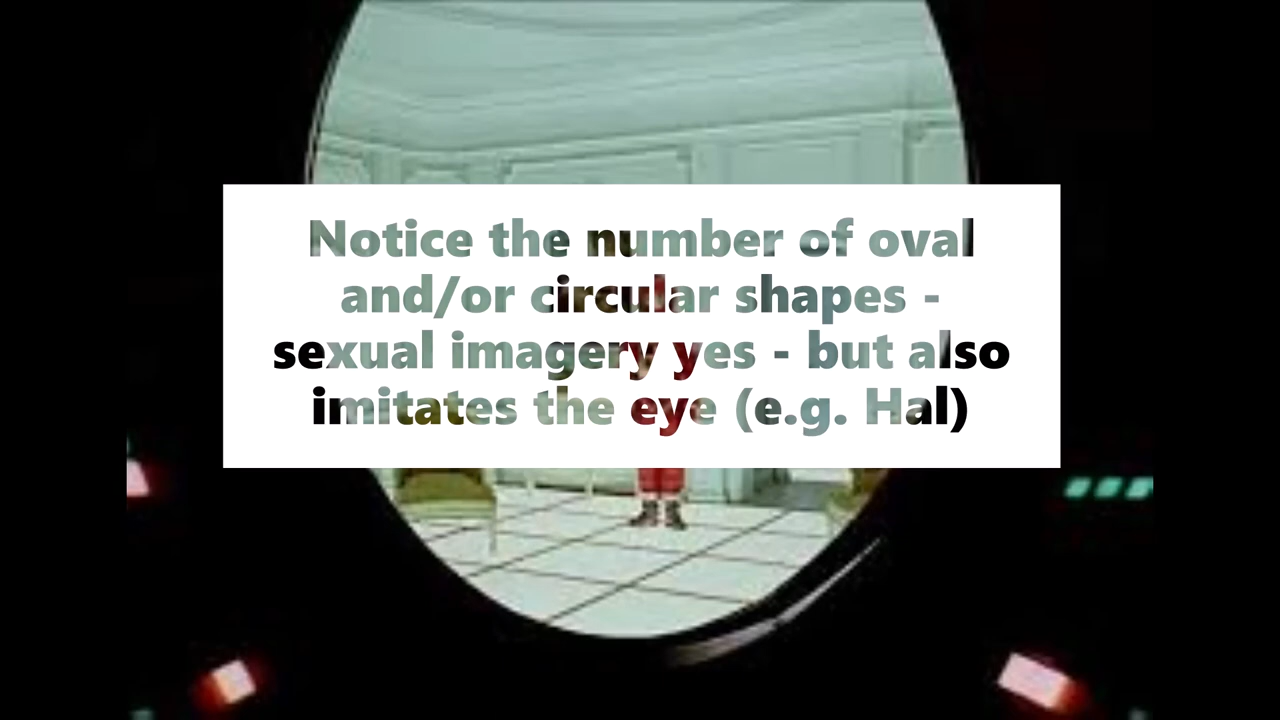 Notice the number of oval
and/or circular shapes -
sexual imagery yes - but also
imitates the eye (e.g. Hal)